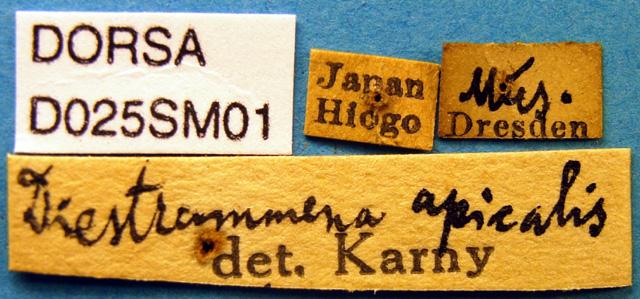 DORSA
D025SM01
Japan
Hiogo
Mus.
Dresden
Diestrammena apicalis
det. Karny